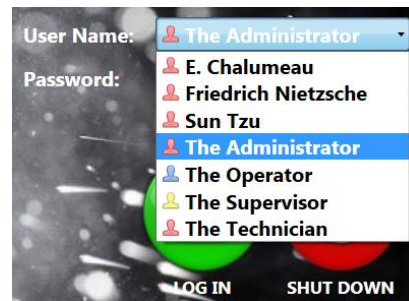 User Name: The Administrator
Password:
E. Chalumeau
Friedrich Nietzsche
Sun Tzu
The Administrator
The Operator
The Supervisor
The Technician
LOG IN SHUT DOWN